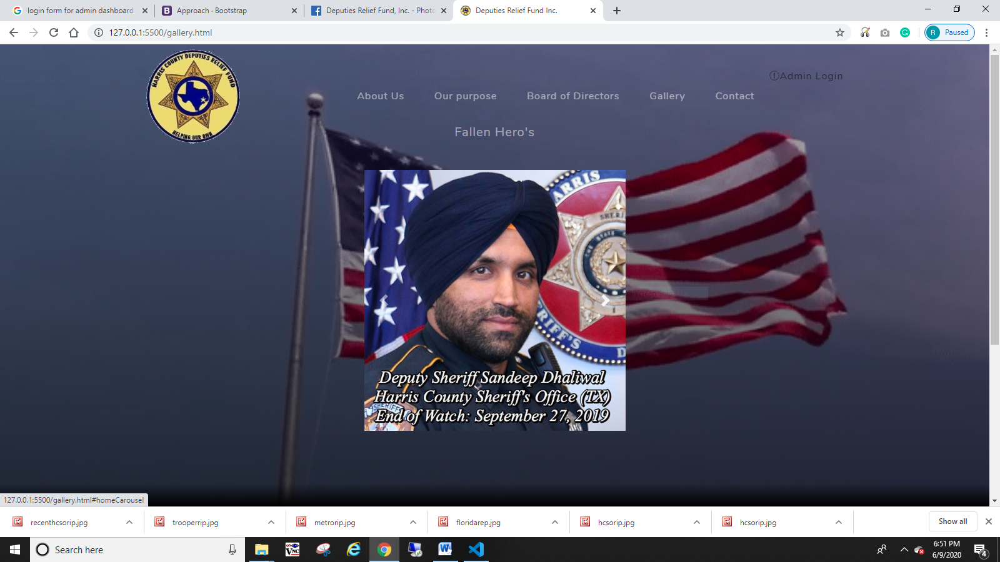 login form for admin dashboard
Approach · Bootstrap
Deputies Relief Fund, Inc. - Photo
Deputies Relief Fund Inc.
127.0.0.1:5500/gallery.html
R Paused
HARRIS COUNTY DEPUTIES RELIEF FUND
HELPING OUR OWN
Admin Login
About Us
Our purpose
Board of Directors
Gallery
Contact
Fallen Hero's
Deputy Sheriff Sandeep Dhaliwal
Harris County Sheriff's Office (TX)
End of Watch: September 27, 2019
127.0.0.1:5500/gallery.html#homeCarousel
recenthcsorip.jpg
trooperrip.jpg
metrorip.jpg
floridarep.jpg
hcsorip.jpg
hcsorip.jpg
Show all
Search here
6:51 PM
6/9/2020
4